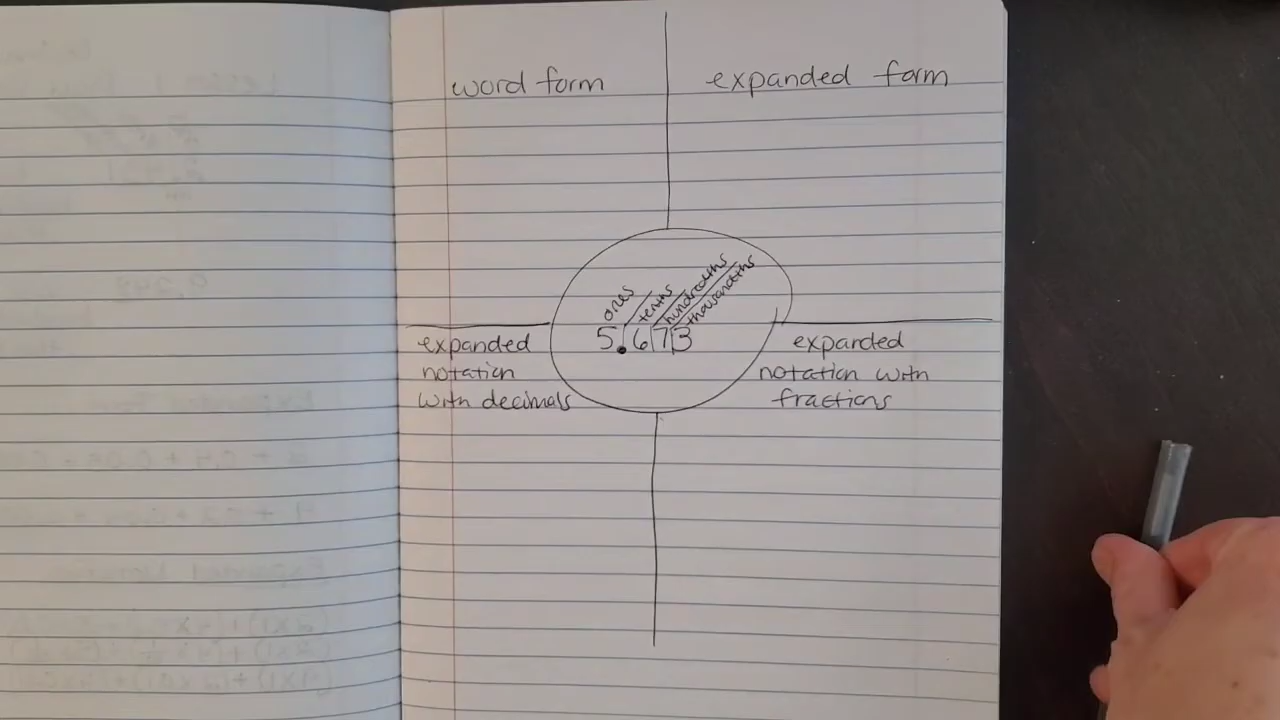 word form
expanded form
ones
tenths
hundredths
thousandths
5.673
expanded
notation
with decimals
expanded
notation with
fractions